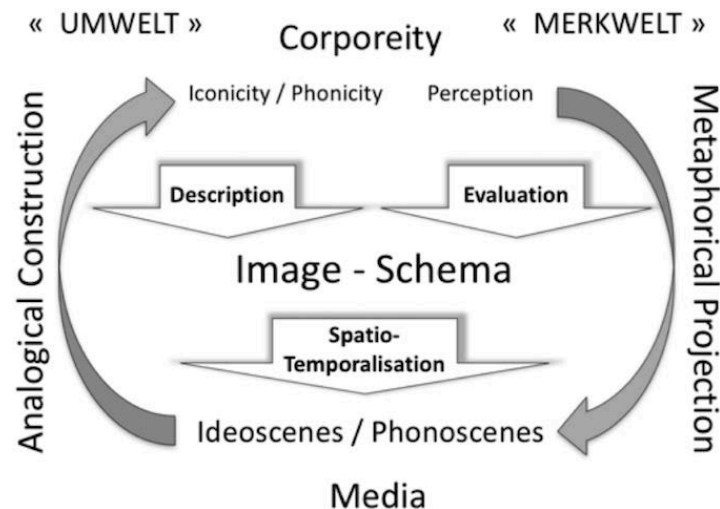 « UMWELT »
Corporeity
« MERKWELT »
Iconicity / Phonicity
Perception
Analogical Construction
Metaphorical Projection
Description
Evaluation
Image - Schema
Spatio-
Temporalisation
Ideoscenes / Phonoscenes
Media